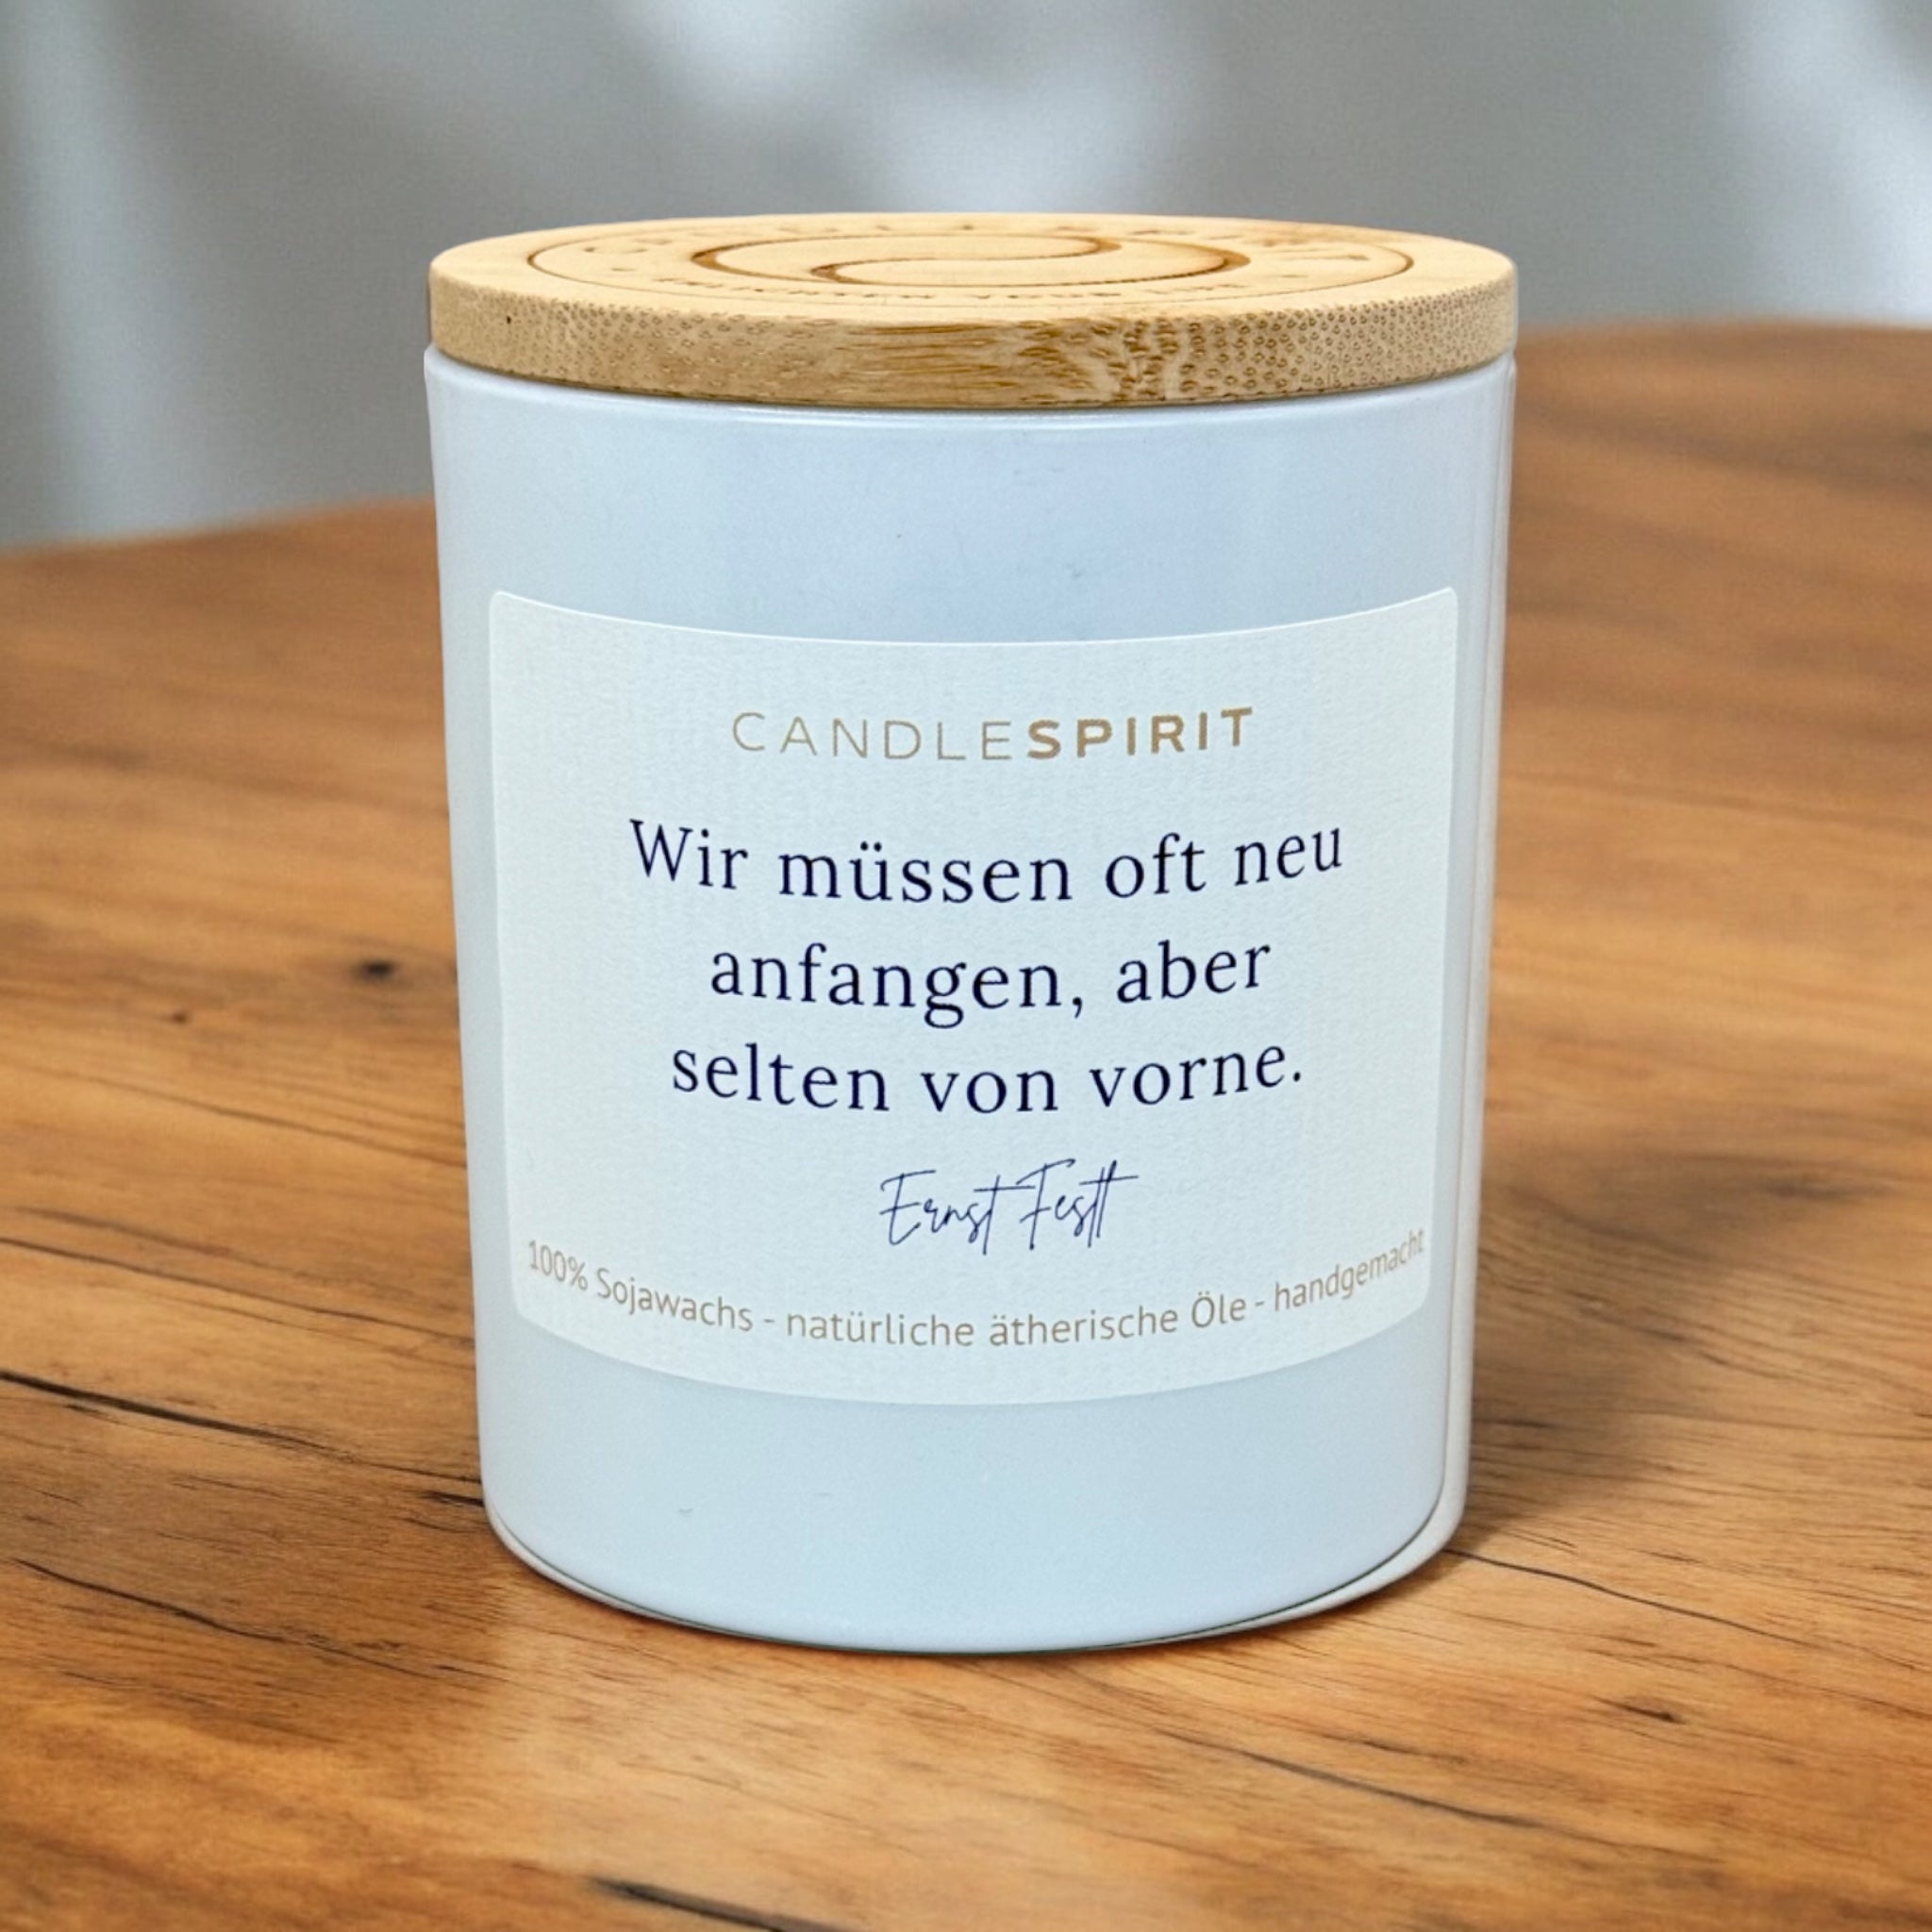 CANDLESPIRIT
Wir müssen oft neu
anfangen, aber
selten von vorne.
Ernst Festl
100% Sojawachs - natürliche ätherische Öle - handgemacht